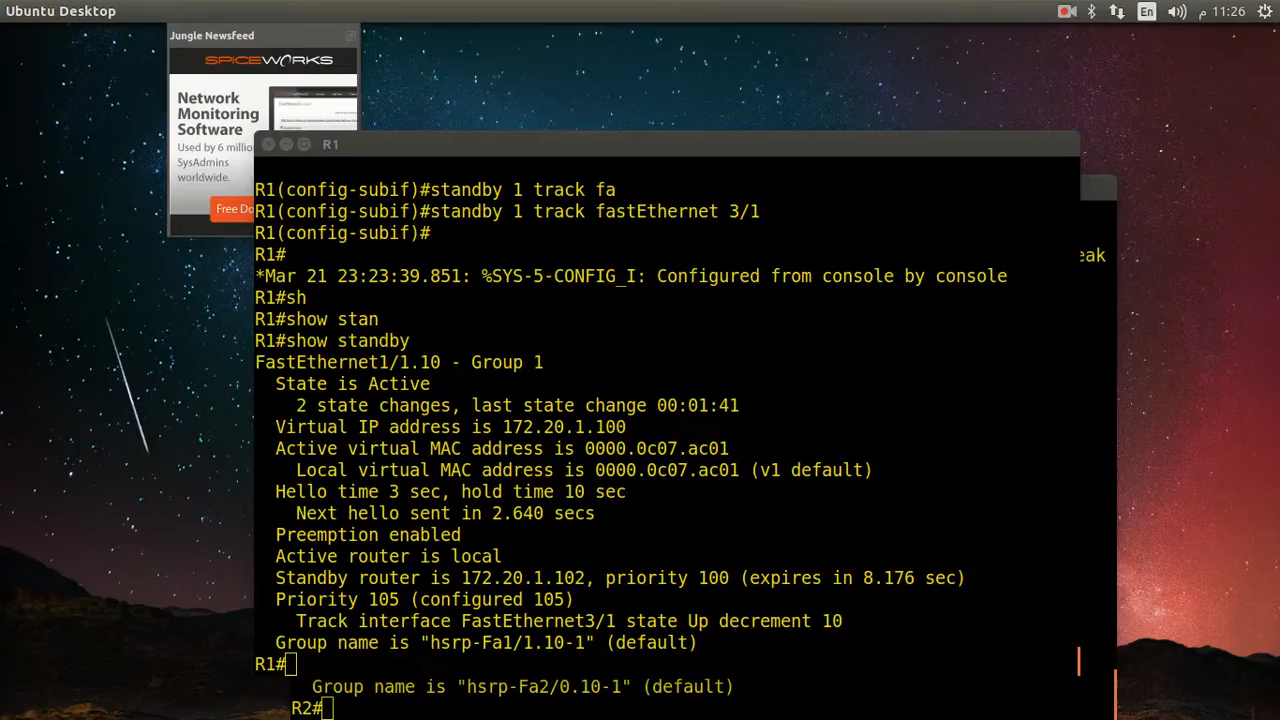 Ubuntu Desktop
En
م 11:26
Jungle Newsfeed
SPICEWORKS
Network
Monitoring
Software
Used by 6 millio
SysAdmins
worldwide.
Free Do
R1
R1(config-subif)#standby 1 track fa
R1(config-subif)#standby 1 track fastEthernet 3/1
R1(config-subif)#
R1#
eak
*Mar 21 23:23:39.851: %SYS-5-CONFIG_I: Configured from console by console
R1#sh
R1#show stan
R1#show standby
FastEthernet1/1.10 - Group 1
State is Active
2 state changes, last state change 00:01:41
Virtual IP address is 172.20.1.100
Active virtual MAC address is 0000.0c07.ac01
Local virtual MAC address is 0000.0c07.ac01 (v1 default)
Hello time 3 sec, hold time 10 sec
Next hello sent in 2.640 secs
Preemption enabled
Active router is local
Standby router is 172.20.1.102, priority 100 (expires in 8.176 sec)
Priority 105 (configured 105)
Track interface FastEthernet3/1 state Up decrement 10
Group name is "hsrp-Fa1/1.10-1" (default)
R1#
Group name is "hsrp-Fa2/0.10-1" (default)
R2#